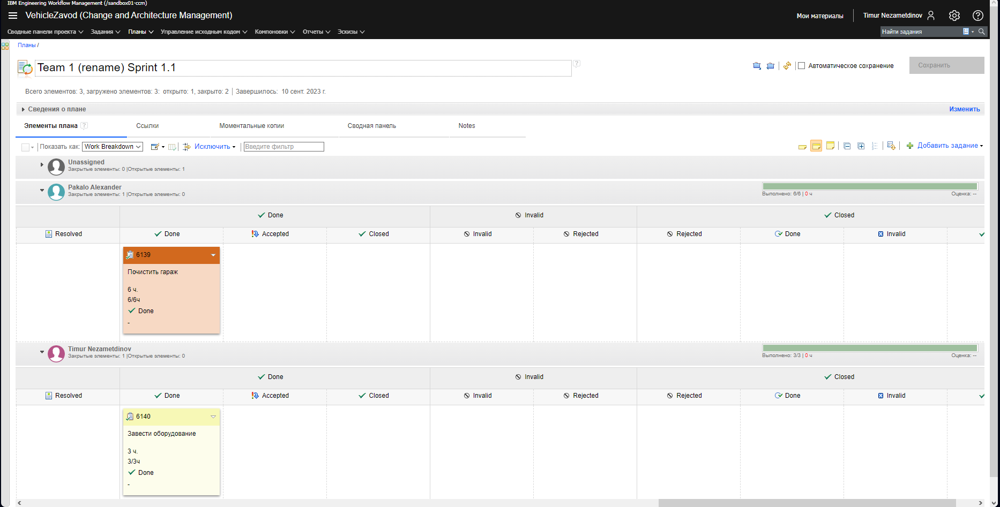 IBM Engineering Workflow Management (/sandbox01-ccm)
VehicleZavod (Change and Architecture Management)
Мои материалы
Timur Nezametdinov
Сводные панели проекта
Задания
Планы
Управление исходным кодом
Компоновки
Отчеты
Эскизы
Найти задания
Планы /
Team 1 (rename) Sprint 1.1
Автоматическое сохранение
Сохранить
Всего элементов: 3, загружено элементов: 3: открыто: 1, закрыто: 2 | Завершилось: 10 сент. 2023 г.
Сведения о плане
Изменить
Элементы плана
Ссылки
Моментальные копии
Сводная панель
Notes
Показать как: Work Breakdown
Исключить
Введите фильтр
Добавить задание
Unassigned
Закрытые элементы: 0 |Открытые элементы: 1
Pakalo Alexander
Закрытые элементы: 1 |Открытые элементы: 0
Выполнено: 6/6 | 0 ч
Оценка: --
Done
Invalid
Closed
Resolved
Done
Accepted
Closed
Invalid
Rejected
Rejected
Done
Invalid
6139
Почистить гараж
6 ч.
6/6ч
Done
-
Timur Nezametdinov
Закрытые элементы: 1 |Открытые элементы: 0
Выполнено: 3/3 | 0 ч
Оценка: --
Done
Invalid
Closed
Resolved
Done
Accepted
Closed
Invalid
Rejected
Rejected
Done
Invalid
6140
Завести оборудование
3 ч.
3/3ч
Done
-